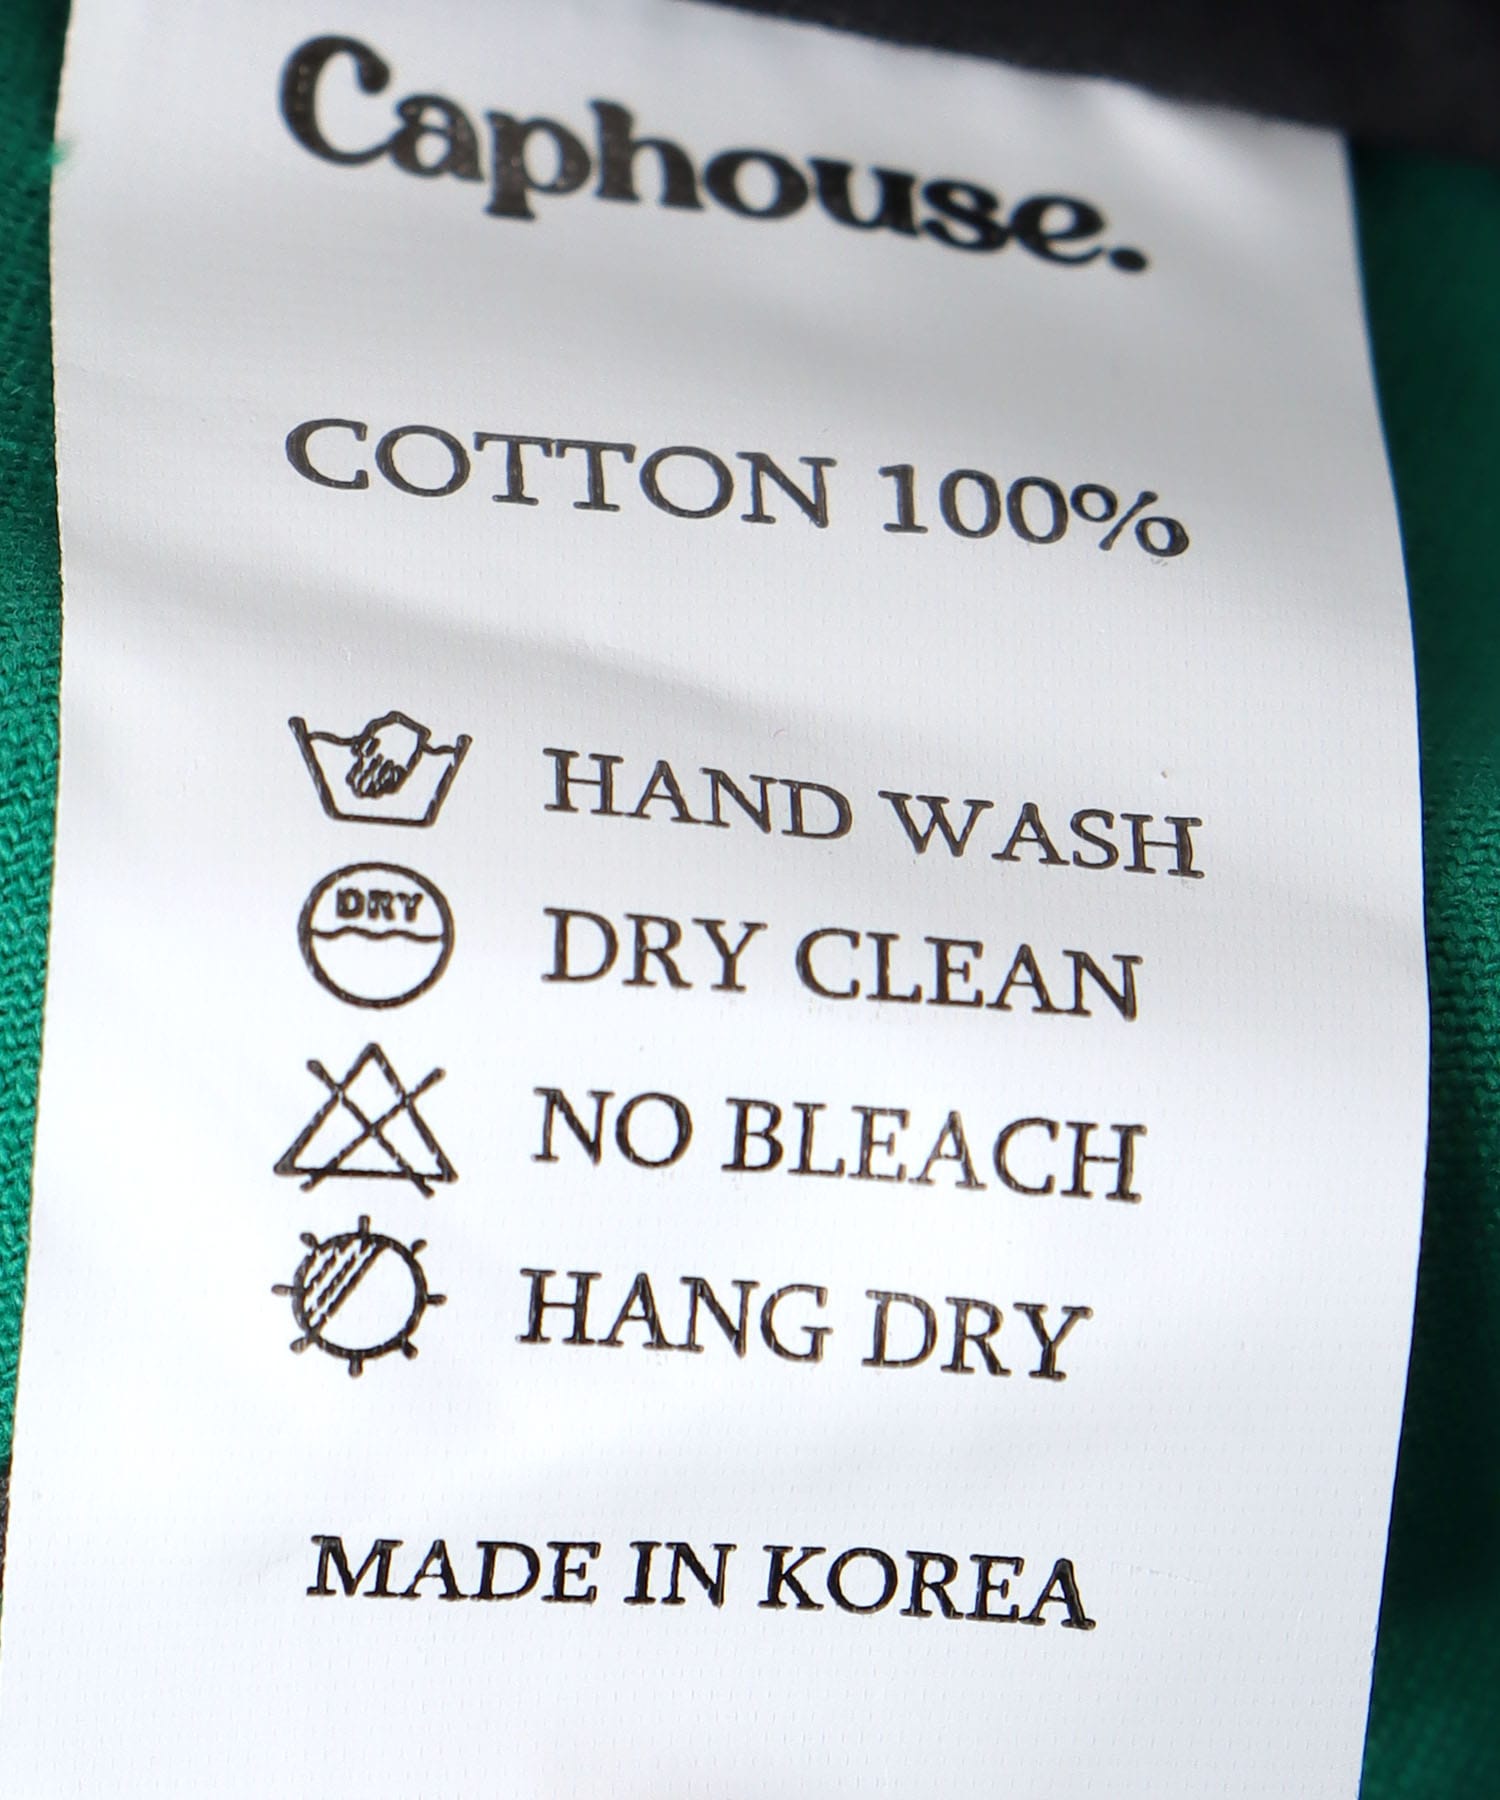 Caphouse.
COTTON 100%
HAND WASH
DRY
DRY CLEAN
NO BLEACH
HANG DRY
MADE IN KOREA